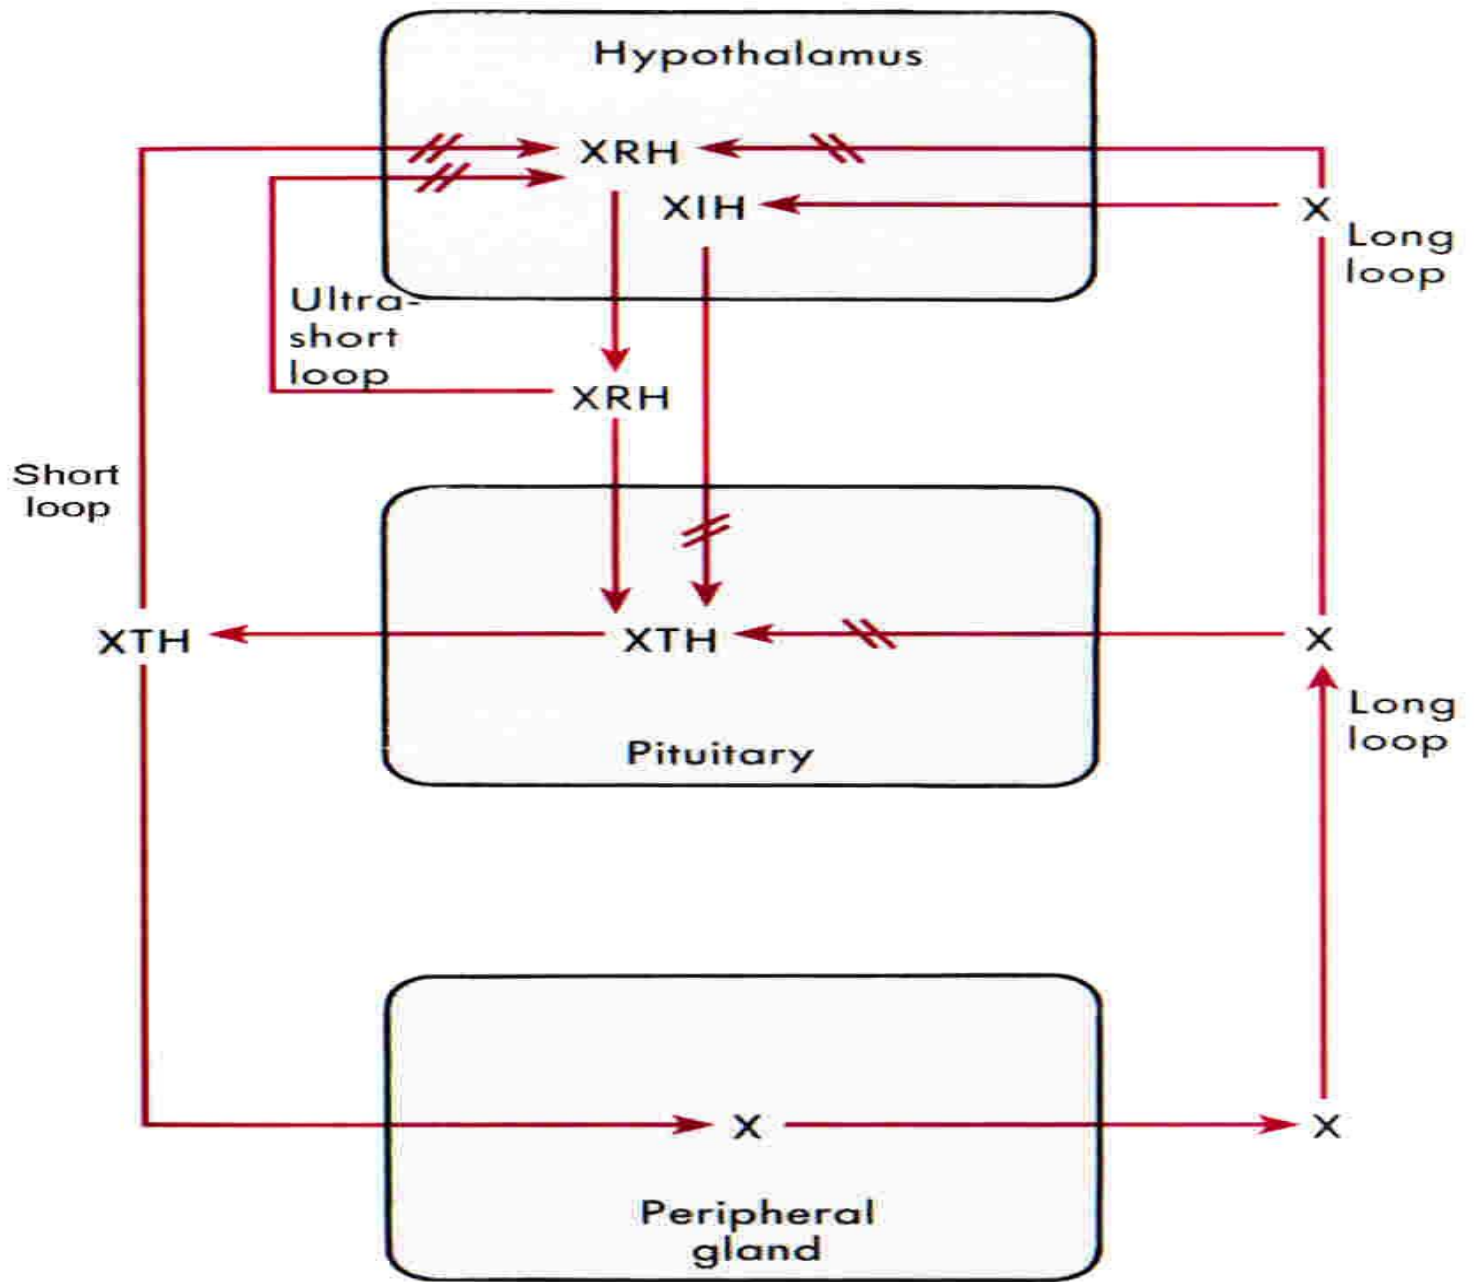 Hypothalamus
XRH
XIH
X
Long
loop
Ultra-
short
loop
XRH
Short
loop
XTH
XTH
X
Long
loop
Pituitary
X
X
Peripheral
gland